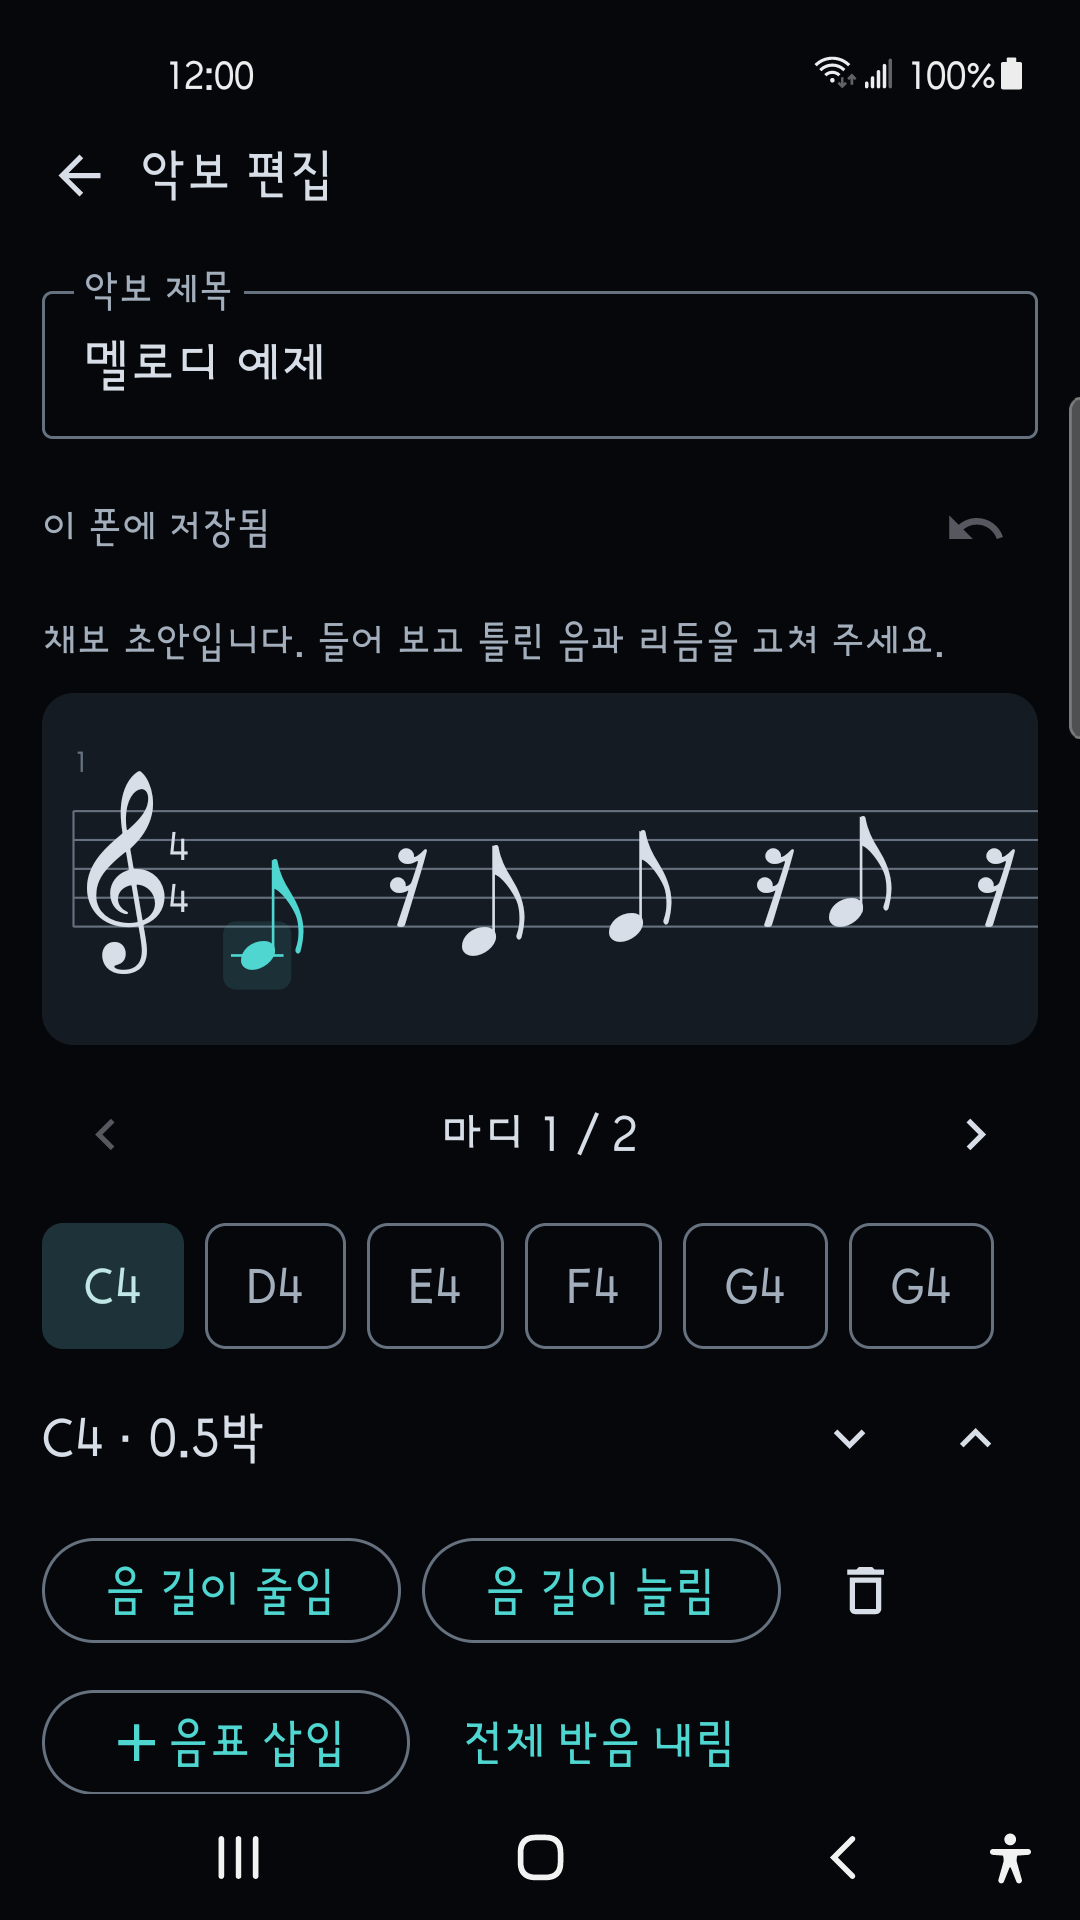 12:00 100%
악보 편집
악보 제목
멜로디 예제
이 폰에 저장됨
채보 초안입니다. 들어 보고 틀린 음과 리듬을 고쳐 주세요.
1
4
4
마디 1 / 2
C4 D4 E4 F4 G4 G4
C4 · 0.5박
음 길이 줄임 음 길이 늘림
+ 음표 삽입 전체 반음 내림